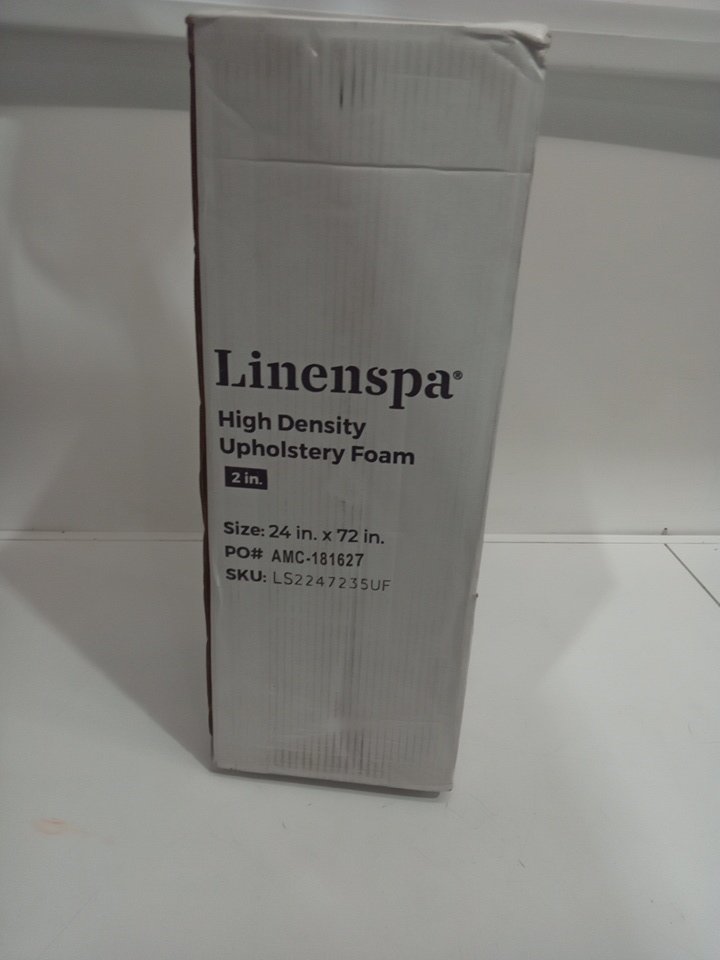 Linenspa®
High Density
Upholstery Foam
2 in.
Size: 24 in. x 72 in.
PO# AMC-181627
SKU: LS2247235UF